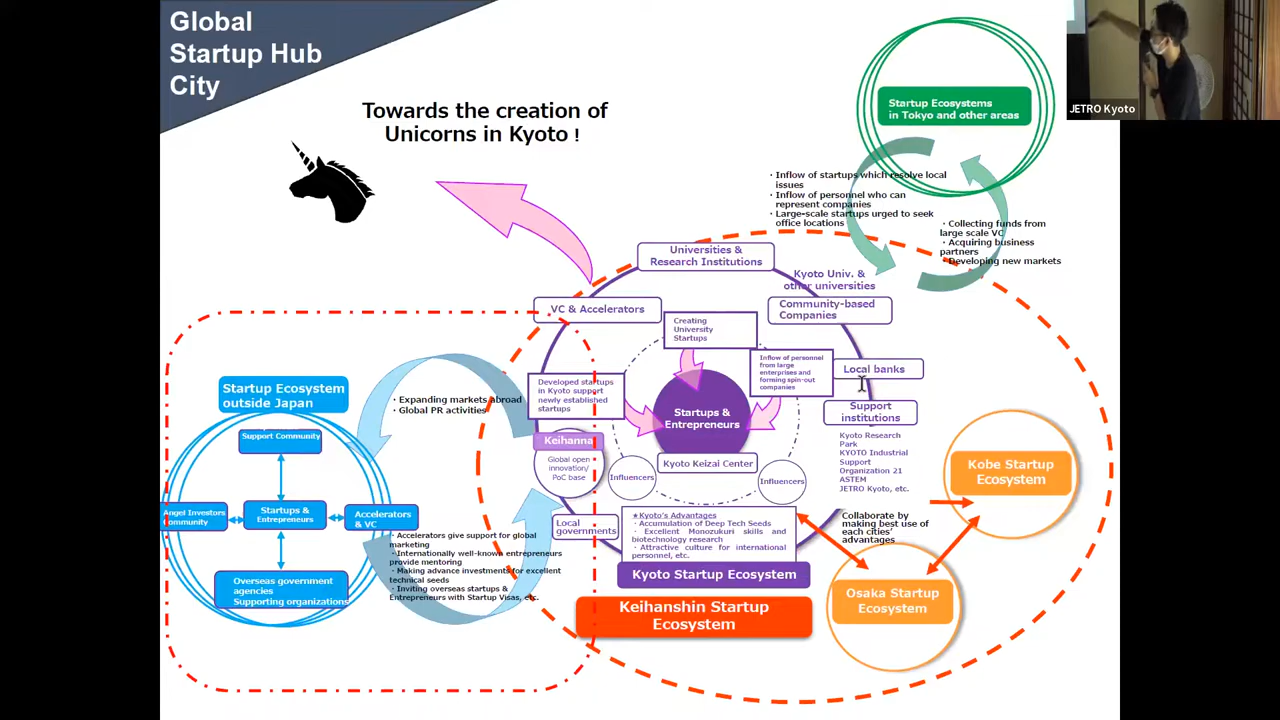 Global
Startup Hub
City
Towards the creation of
Unicorns in Kyoto !
JETRO Kyoto
Startup Ecosystems
in Tokyo and other areas
・Inflow of startups which resolve local
issues
・Inflow of personnel who can
represent companies
・Large-scale startups urged to seek
office locations
・Collecting funds from
large scale VC
・Acquiring business
partners
・Developing new markets
Universities &
Research Institutions
Kyoto Univ. &
other universities
VC & Accelerators
Community-based
Companies
Creating
University
Startups
Inflow of personnel
from large
enterprises and
forming spin-out
companies
Local banks
Developed startups
in Kyoto support
newly established
startups
Startups &
Entrepreneurs
Support
institutions
Kyoto Research
Park
KYOTO Industrial
Support
Organization 21
ASTEM
JETRO Kyoto, etc.
Keihanna
Global open
innovation/
PoC base
Kyoto Keizai Center
Influencers
Influencers
Local
governments
★Kyoto's Advantages
・Accumulation of Deep Tech Seeds
・Excellent Monozukuri skills and
biotechnology research
・Attractive culture for international
personnel, etc.
Kyoto Startup Ecosystem
Keihanshin Startup
Ecosystem
Startup Ecosystem
outside Japan
Support Community
Angel Investors
Community
Startups &
Entrepreneurs
Accelerators
& VC
Overseas government
agencies
Supporting organizations
・Expanding markets abroad
・Global PR activities
・Accelerators give support for global
marketing
・Internationally well-known entrepreneurs
provide mentoring
・Making advance investments for excellent
technical seeds
・Inviting overseas startups &
Entrepreneurs with Startup Visas, etc.
Collaborate by
making best use of
each cities'
advantages
Kobe Startup
Ecosystem
Osaka Startup
Ecosystem